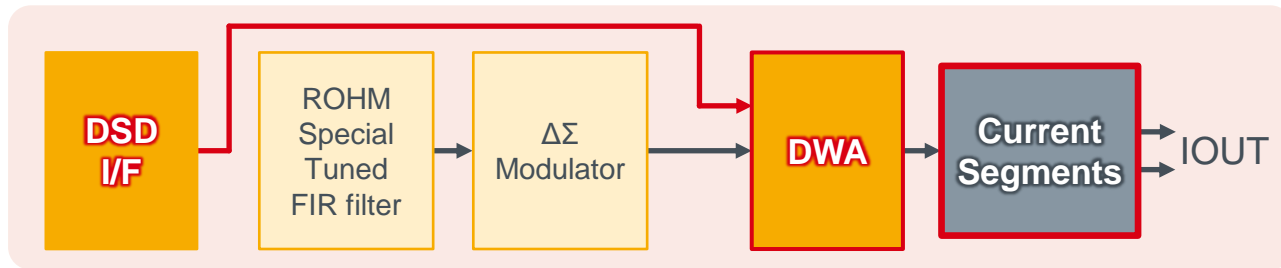 DSD
I/F
ROHM
Special
Tuned
FIR filter
ΔΣ
Modulator
DWA
Current
Segments
IOUT